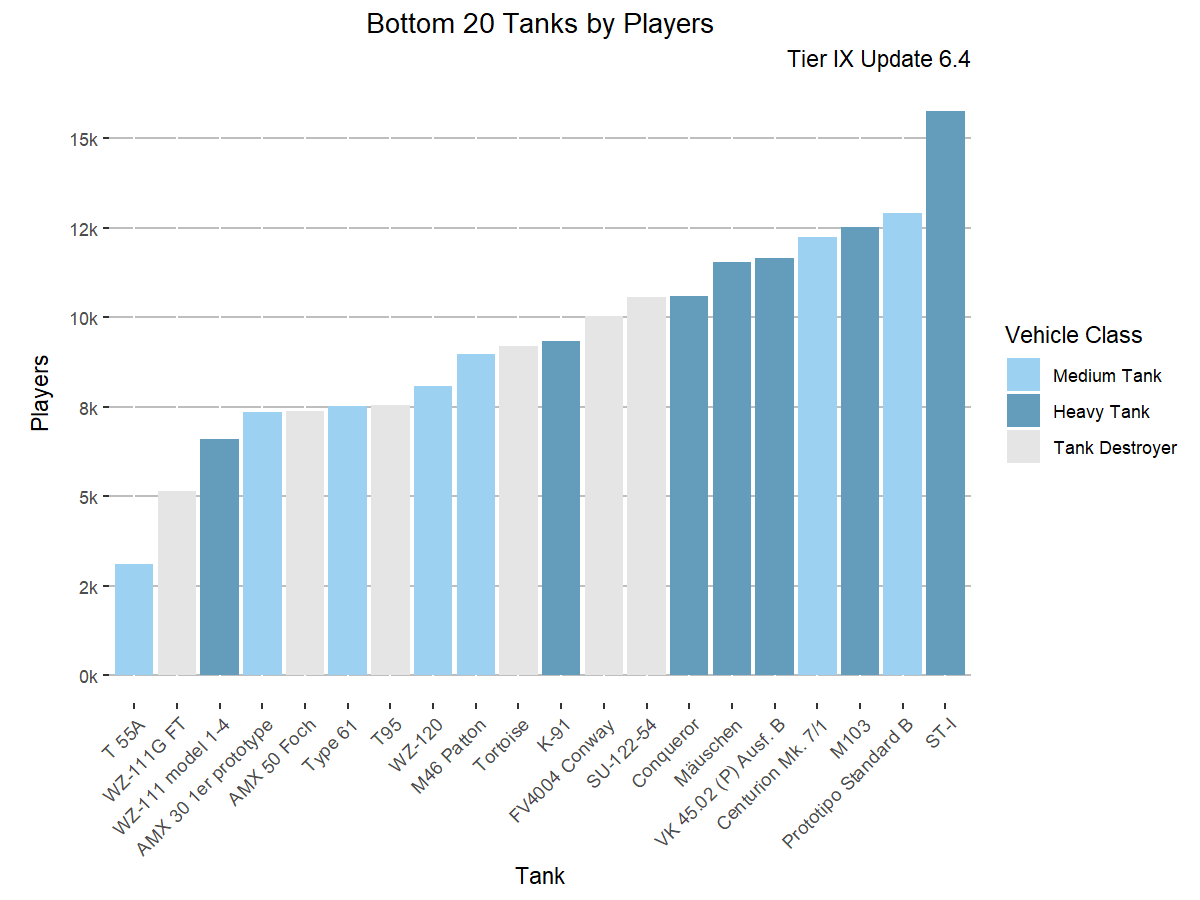 Bottom 20 Tanks by Players
Tier IX Update 6.4
15k
12k
10k
8k
5k
2k
0k
Players
T 55A
WZ-111G FT
WZ-111 model 1-4
AMX 30 1er prototype
AMX 50 Foch
Type 61
T95
WZ-120
M46 Patton
Tortoise
K-91
FV4004 Conway
SU-122-54
Conqueror
Mäuschen
VK 45.02 (P) Ausf. B
Centurion Mk. 7/1
M103
Prototipo Standard B
ST-I
Tank
Vehicle Class
Medium Tank
Heavy Tank
Tank Destroyer